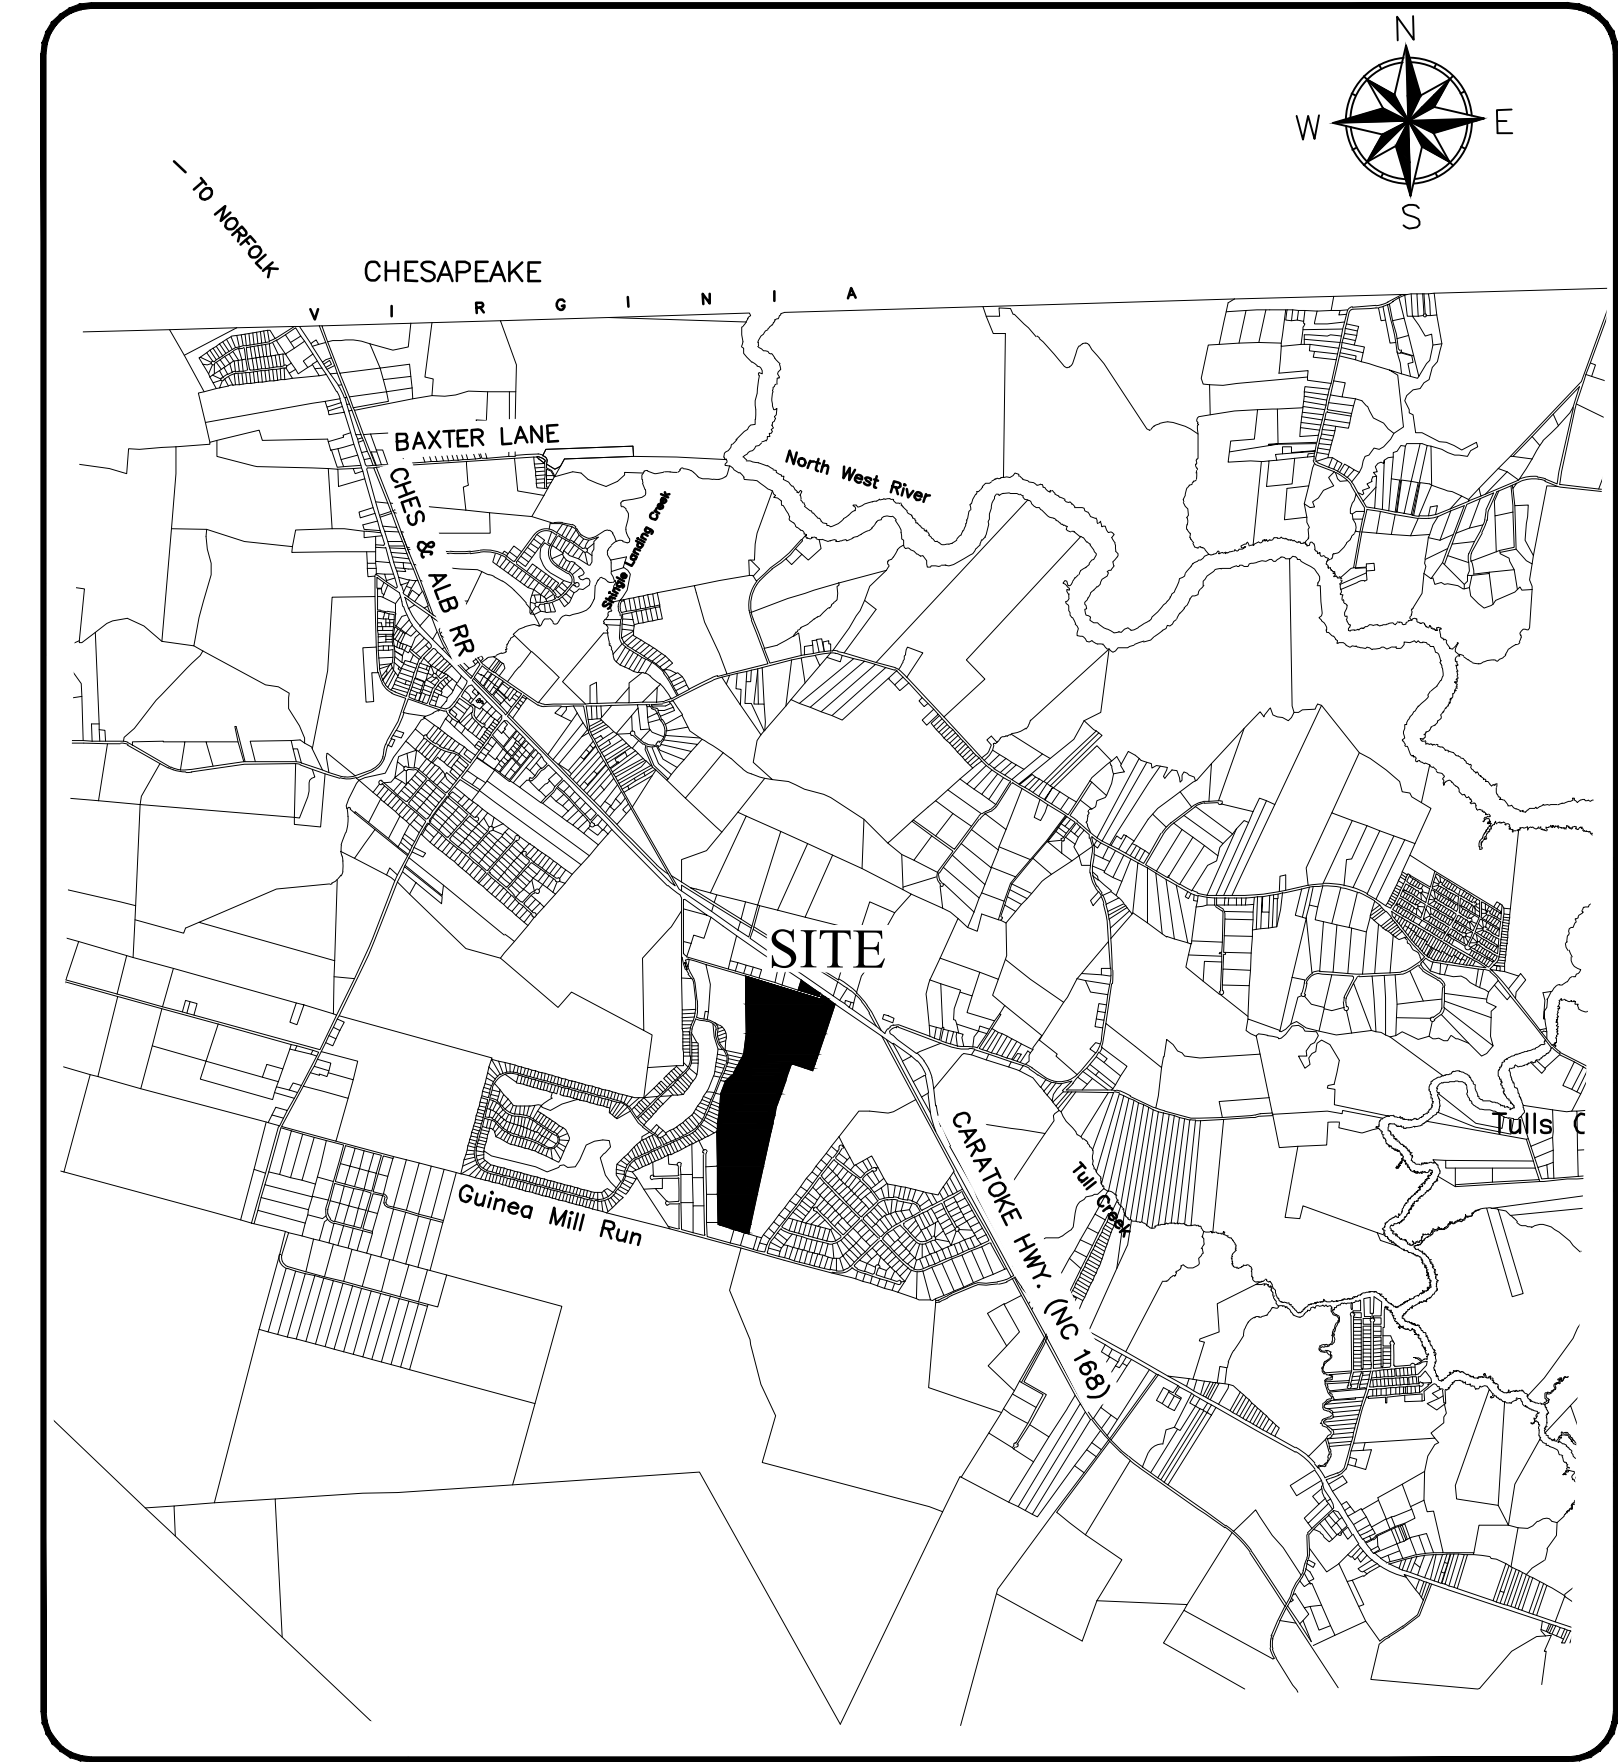 N
W E
S
— TO NORFOLK
CHESAPEAKE
V I R G I N I A
BAXTER LANE
North West River
CHES & ALB RR
Shingle Landing Creek
SITE
CARATOKE HWY. (NC 168)
Tull Creek
Tulls C
Guinea Mill Run